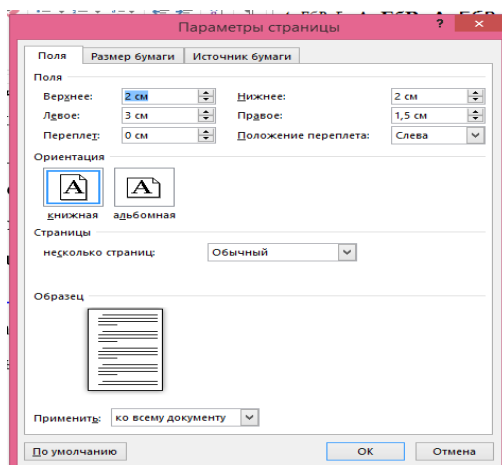 Параметры страницы ? ×
Поля Размер бумаги Источник бумаги
Поля
Верхнее: 2 см Нижнее: 2 см
Левое: 3 см Правое: 1,5 см
Переплет: 0 см Положение переплета: Слева
Ориентация
A A
книжная альбомная
Страницы
несколько страниц: Обычный
Образец
Применить: ко всему документу
По умолчанию ОК Отмена